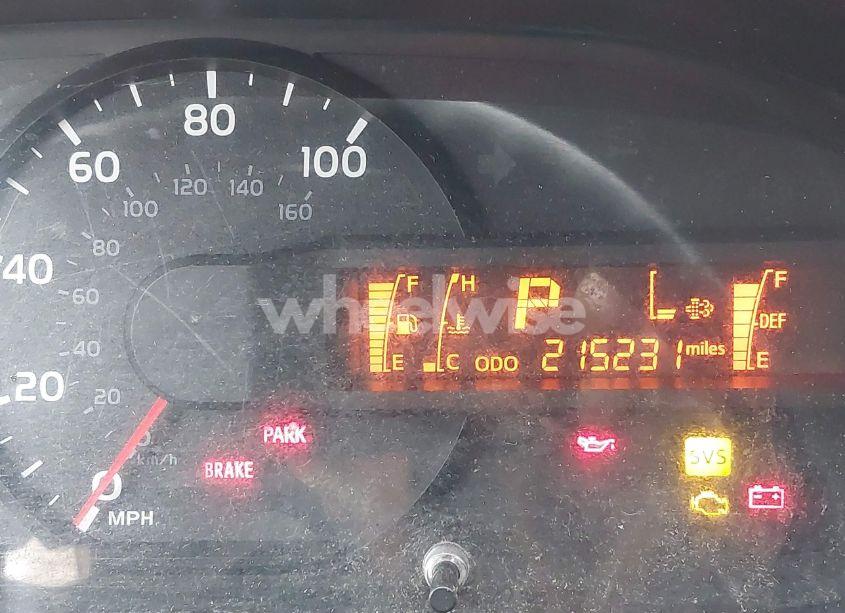 80
60
100
120
140
100
160
80
40
60
F
H
P
F
wheelwise
DEF
40
E
C
ODO
215231
miles
E
20
20
PARK
BRAKE
SVS
km/h
0
MPH